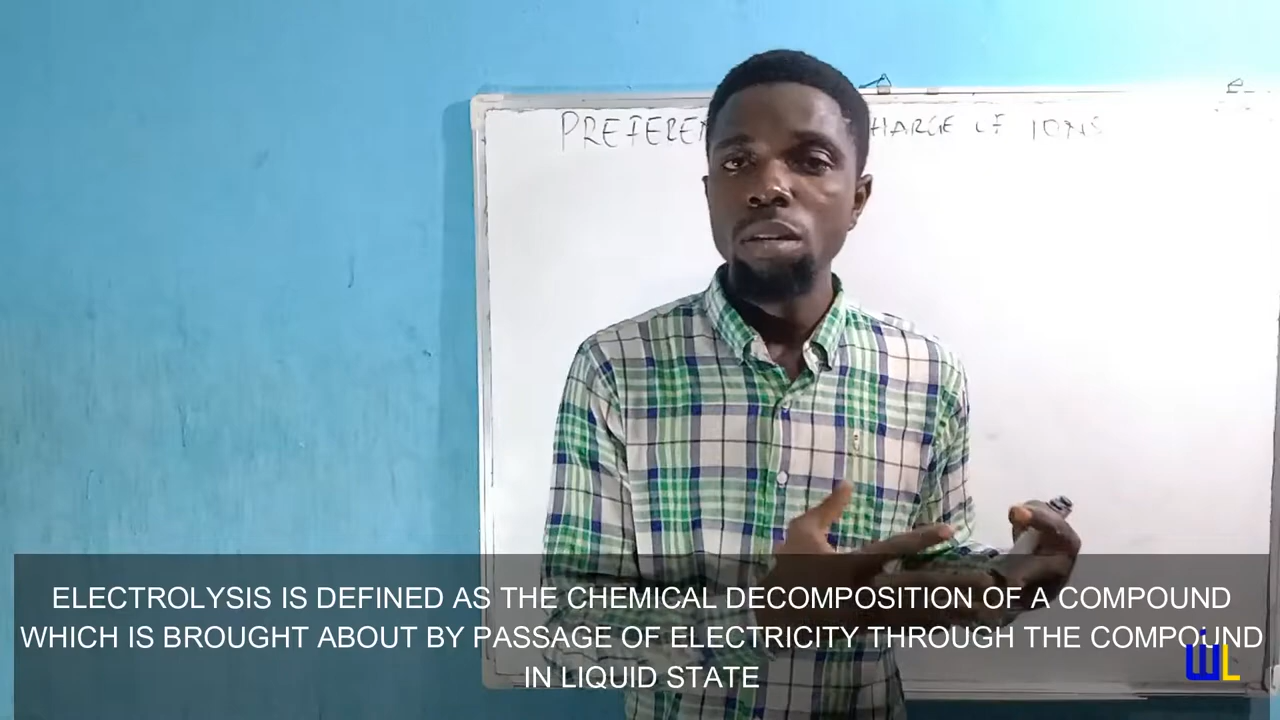 PREFEREN HARGE OF IONS
ELECTROLYSIS IS DEFINED AS THE CHEMICAL DECOMPOSITION OF A COMPOUND
WHICH IS BROUGHT ABOUT BY PASSAGE OF ELECTRICITY THROUGH THE COMPOUND
IN LIQUID STATE
WL